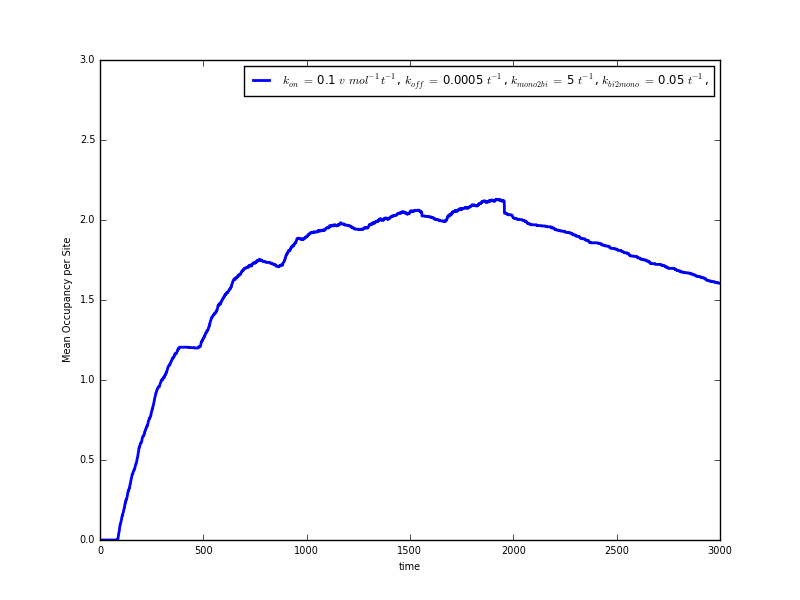 3.0
k_on = 0.1 v mol⁻¹t⁻¹, k_off = 0.0005 t⁻¹, k_mono2bi = 5 t⁻¹, k_bi2mono = 0.05 t⁻¹,
2.5
2.0
Mean Occupancy per Site
1.5
1.0
0.5
0.0
0 500 1000 1500 2000 2500 3000
time